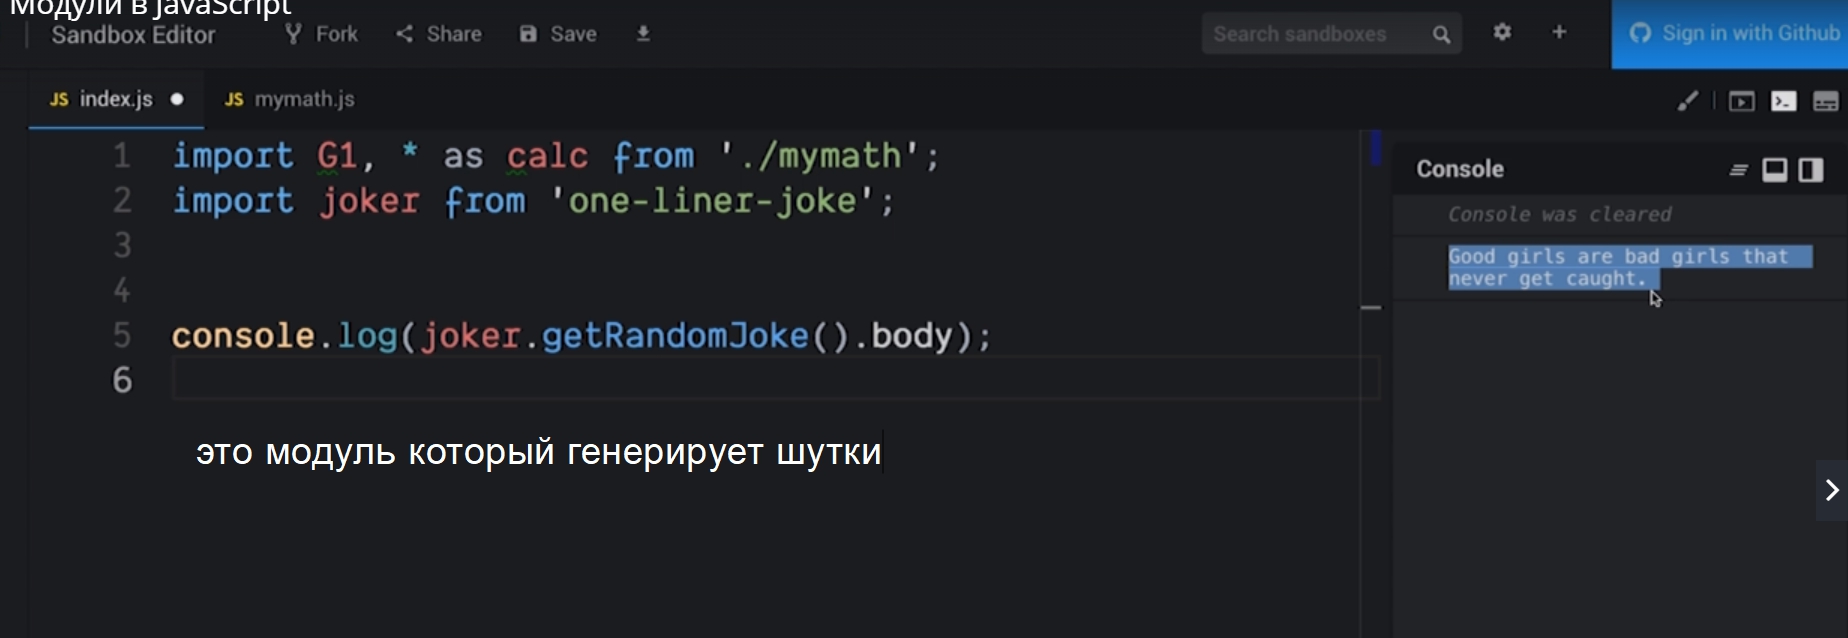 Модули в JavaScript
Sandbox Editor
Fork
Share
Save
Search sandboxes
Sign in with Github
JS index.js
JS mymath.js
1 import G1, * as calc from './mymath';
2 import joker from 'one-liner-joke';
3
4
5 console.log(joker.getRandomJoke().body);
6
это модуль который генерирует шутки
Console
Console was cleared
Good girls are bad girls that
never get caught.